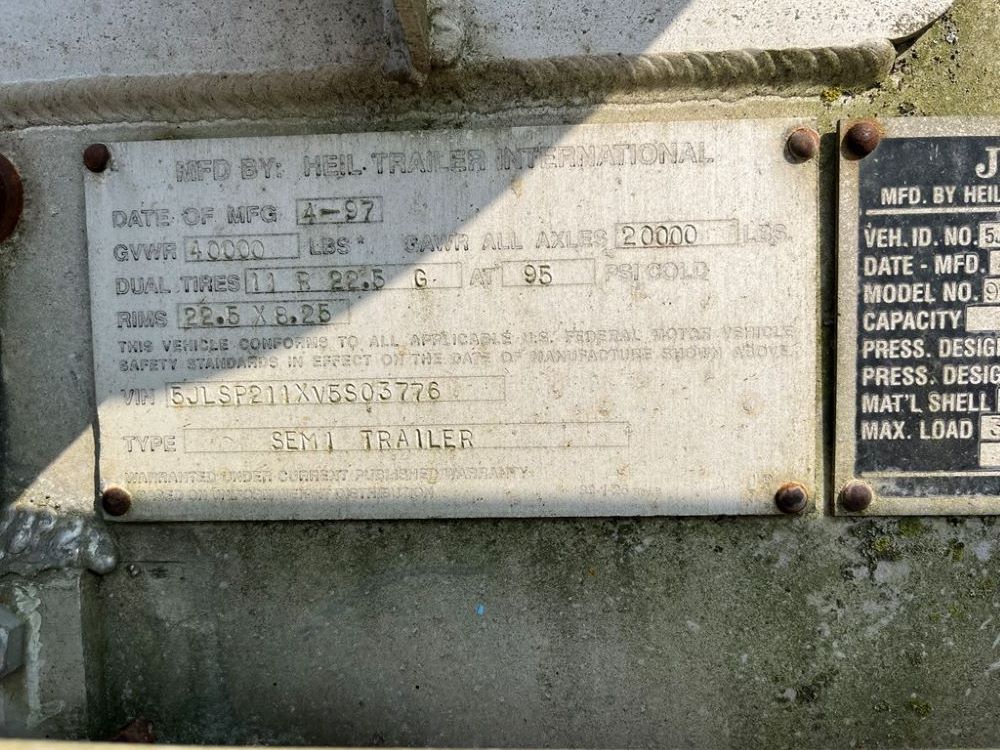 MFD BY: HEIL TRAILER INTERNATIONAL
DATE OF MFG 4-97
GVWR 40000 LBS* GAWR ALL AXLES 20000 LBS.
DUAL TIRES 11 R 22.5 G AT 95 PSI COLD
RIMS 22.5 X 8.25
THIS VEHICLE CONFORMS TO ALL APPLICABLE U.S. FEDERAL MOTOR VEHICLE
SAFETY STANDARDS IN EFFECT ON THE DATE OF MANUFACTURE SHOWN ABOVE.
VIN 5JLSP211XV5S03776
TYPE SEMI TRAILER
WARRANTED UNDER CURRENT PUBLISHED WARRANTY
DISTRIBUTION
J
MFD. BY HEIL
VEH. ID. NO. 5J
DATE - MFD.
MODEL NO. 9
CAPACITY
PRESS. DESIG
PRESS. DESIG
MAT'L SHELL
MAX. LOAD 3